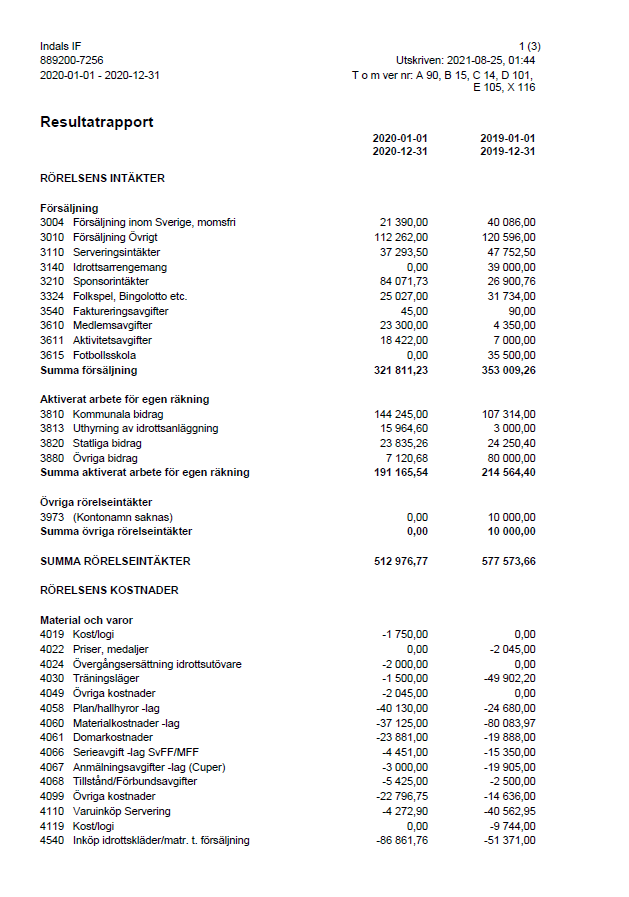 Indals IF 1 (3)
889200-7256 Utskriven: 2021-08-25, 01:44
2020-01-01 - 2020-12-31 T o m ver nr: A 90, B 15, C 14, D 101,
E 105, X 116
Resultatrapport
2020-01-01 2019-01-01
2020-12-31 2019-12-31
RÖRELSENS INTÄKTER
Försäljning
3004 Försäljning inom Sverige, momsfri 21 390,00 40 086,00
3010 Försäljning Övrigt 112 262,00 120 596,00
3110 Serveringsintäkter 37 293,50 47 752,50
3140 Idrottsarrengemang 0,00 39 000,00
3210 Sponsorintäkter 84 071,73 26 900,76
3324 Folkspel, Bingolotto etc. 25 027,00 31 734,00
3540 Faktureringsavgifter 45,00 90,00
3610 Medlemsavgifter 23 300,00 4 350,00
3611 Aktivitetsavgifter 18 422,00 7 000,00
3615 Fotbollsskola 0,00 35 500,00
Summa försäljning 321 811,23 353 009,26
Aktiverat arbete för egen räkning
3810 Kommunala bidrag 144 245,00 107 314,00
3813 Uthyrning av idrottsanläggning 15 964,60 3 000,00
3820 Statliga bidrag 23 835,26 24 250,40
3880 Övriga bidrag 7 120,68 80 000,00
Summa aktiverat arbete för egen räkning 191 165,54 214 564,40
Övriga rörelseintäkter
3973 (Kontonamn saknas) 0,00 10 000,00
Summa övriga rörelseintäkter 0,00 10 000,00
SUMMA RÖRELSEINTÄKTER 512 976,77 577 573,66
RÖRELSENS KOSTNADER
Material och varor
4019 Kost/logi -1 750,00 0,00
4022 Priser, medaljer 0,00 -2 045,00
4024 Övergångsersättning idrottsutövare -2 000,00 0,00
4030 Träningsläger -1 500,00 -49 902,20
4049 Övriga kostnader -2 045,00 0,00
4058 Plan/hallhyror -lag -40 130,00 -24 680,00
4060 Materialkostnader -lag -37 125,00 -80 083,97
4061 Domarkostnader -23 881,00 -19 888,00
4066 Serieavgift -lag SvFF/MFF -4 451,00 -15 350,00
4067 Anmälningsavgifter -lag (Cuper) -3 000,00 -19 905,00
4068 Tillstånd/Förbundsavgifter -5 425,00 -2 500,00
4099 Övriga kostnader -22 796,75 -14 636,00
4110 Varuinköp Servering -4 272,90 -40 562,95
4119 Kost/logi 0,00 -9 744,00
4540 Inköp idrottskläder/matr. t. försäljning -86 861,76 -51 371,00